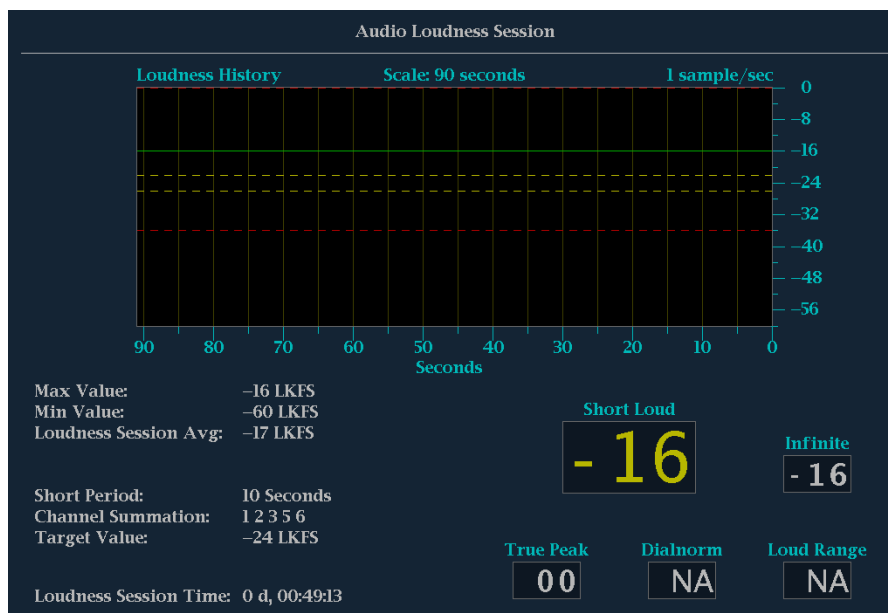 Audio Loudness Session
Loudness History Scale: 90 seconds 1 sample/sec
0
−8
−16
−24
−32
−40
−48
−56
90 80 70 60 50 40 30 20 10 0
Seconds
Max Value: −16 LKFS
Min Value: −60 LKFS
Loudness Session Avg: −17 LKFS
Short Period: 10 Seconds
Channel Summation: 1 2 3 5 6
Target Value: −24 LKFS
Loudness Session Time: 0 d, 00:49:13
Short Loud
-16
Infinite
-16
True Peak Dialnorm Loud Range
00 NA NA